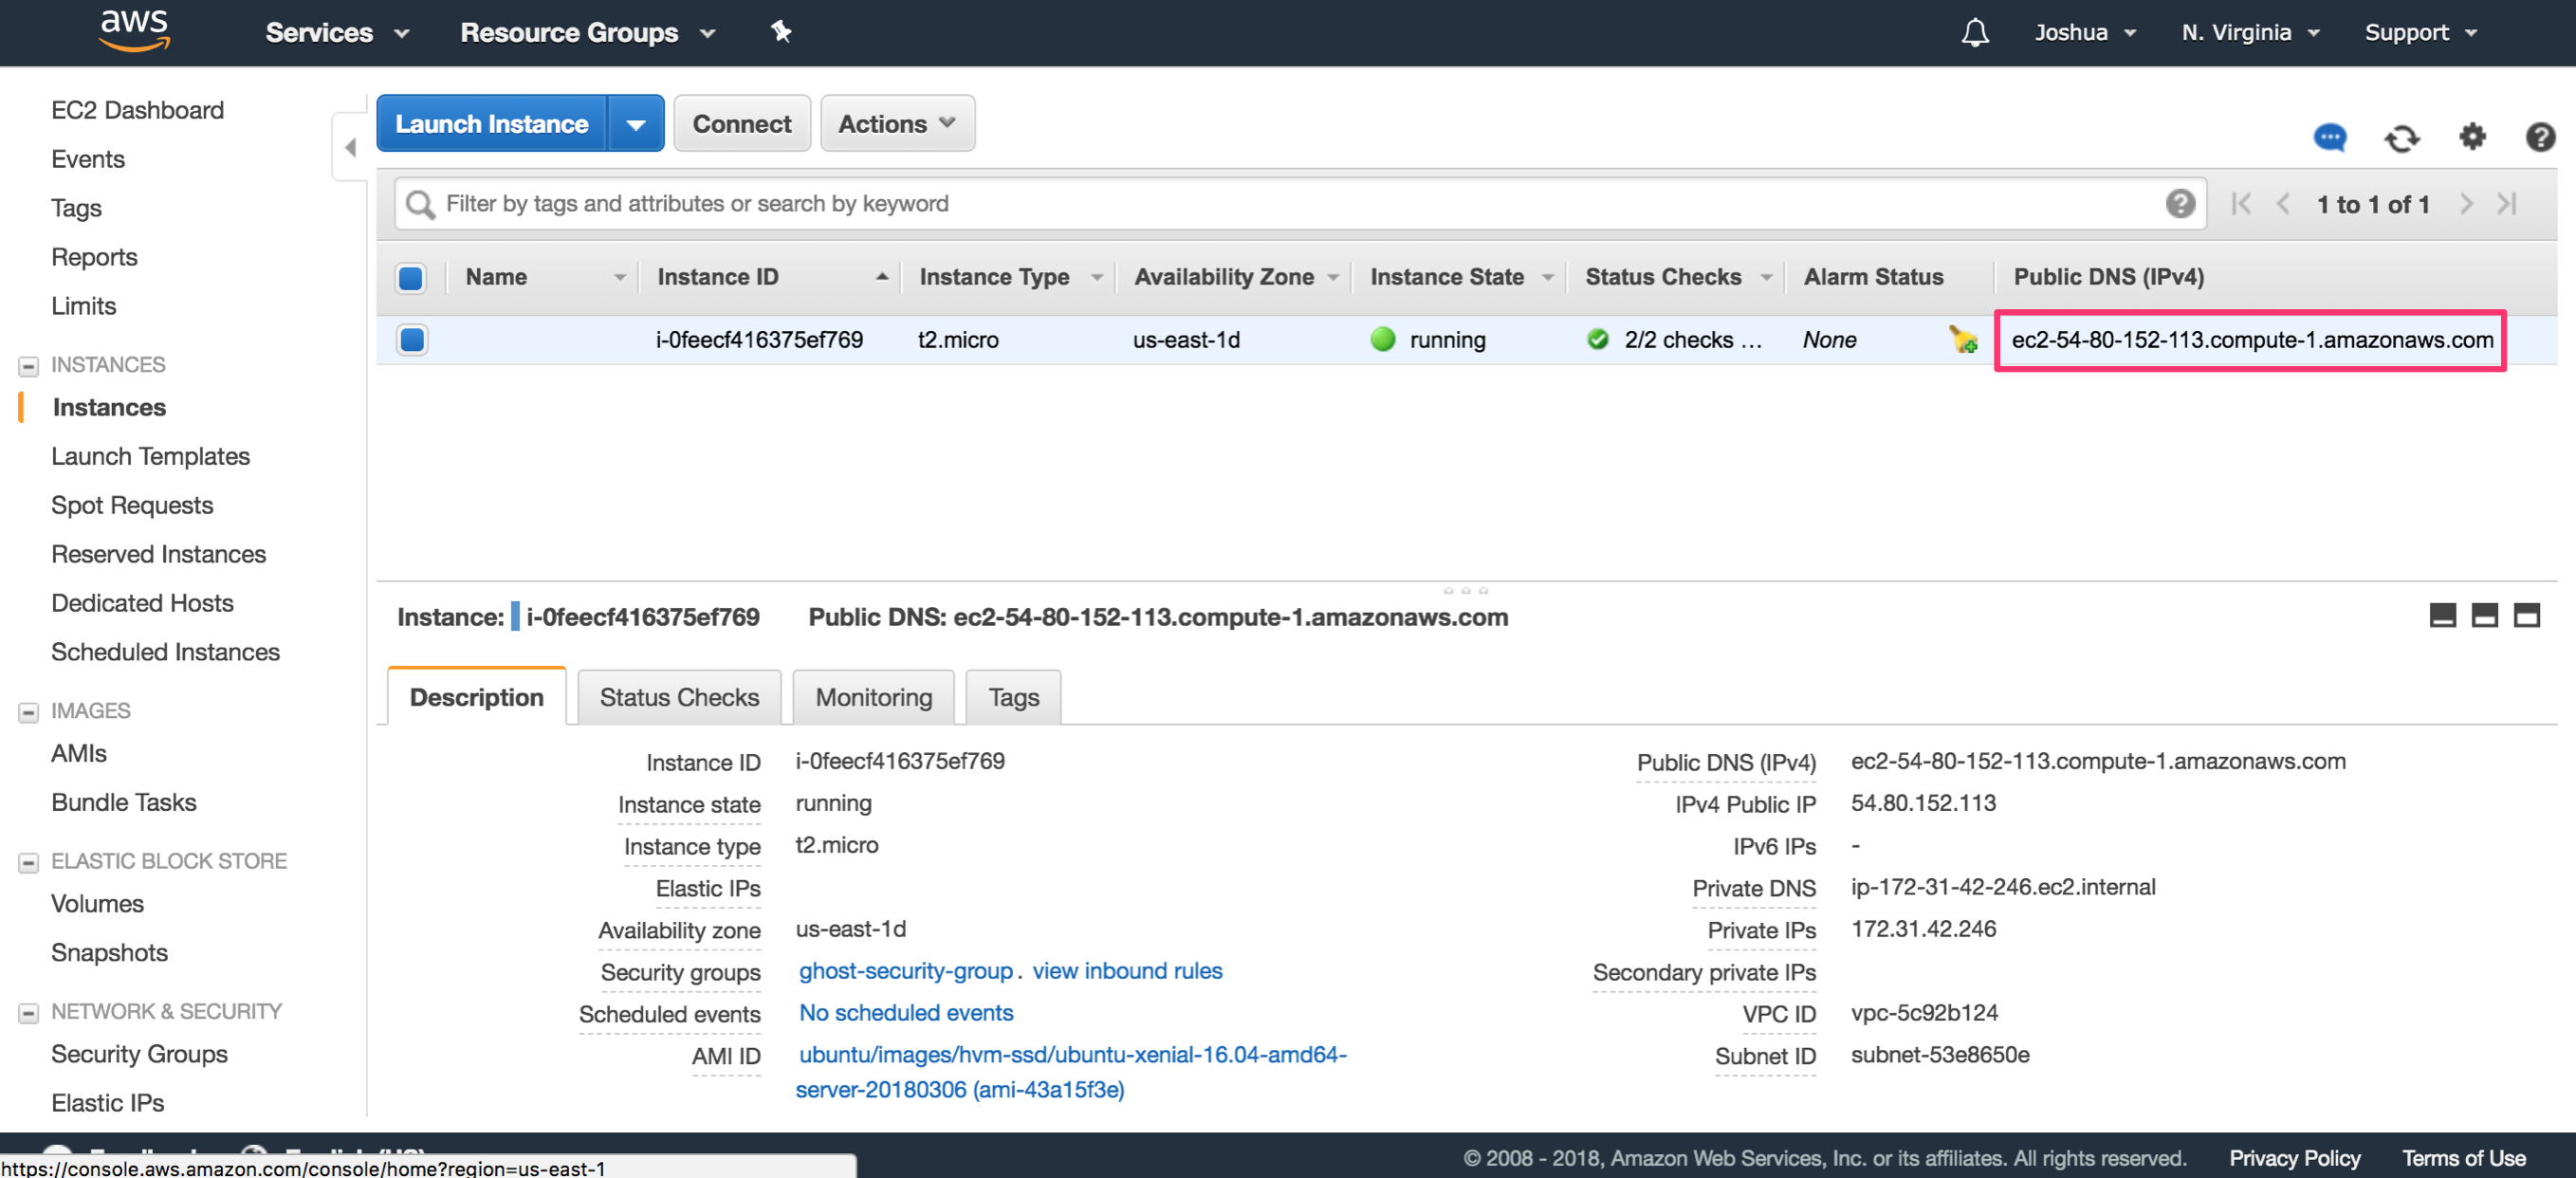 aws Services Resource Groups Joshua N. Virginia Support
EC2 Dashboard
Events
Tags
Reports
Limits
INSTANCES
Instances
Launch Templates
Spot Requests
Reserved Instances
Dedicated Hosts
Scheduled Instances
IMAGES
AMIs
Bundle Tasks
ELASTIC BLOCK STORE
Volumes
Snapshots
NETWORK & SECURITY
Security Groups
Elastic IPs
Launch Instance Connect Actions
Filter by tags and attributes or search by keyword 1 to 1 of 1
Name Instance ID Instance Type Availability Zone Instance State Status Checks Alarm Status Public DNS (IPv4)
i-0feecf416375ef769 t2.micro us-east-1d running 2/2 checks ... None ec2-54-80-152-113.compute-1.amazonaws.com
Instance: i-0feecf416375ef769 Public DNS: ec2-54-80-152-113.compute-1.amazonaws.com
Description Status Checks Monitoring Tags
Instance ID i-0feecf416375ef769
Instance state running
Instance type t2.micro
Elastic IPs
Availability zone us-east-1d
Security groups ghost-security-group . view inbound rules
Scheduled events No scheduled events
AMI ID ubuntu/images/hvm-ssd/ubuntu-xenial-16.04-amd64-
server-20180306 (ami-43a15f3e)
Public DNS (IPv4) ec2-54-80-152-113.compute-1.amazonaws.com
IPv4 Public IP 54.80.152.113
IPv6 IPs -
Private DNS ip-172-31-42-246.ec2.internal
Private IPs 172.31.42.246
Secondary private IPs
VPC ID vpc-5c92b124
Subnet ID subnet-53e8650e
© 2008 - 2018, Amazon Web Services, Inc. or its affiliates. All rights reserved. Privacy Policy Terms of Use
https://console.aws.amazon.com/console/home?region=us-east-1